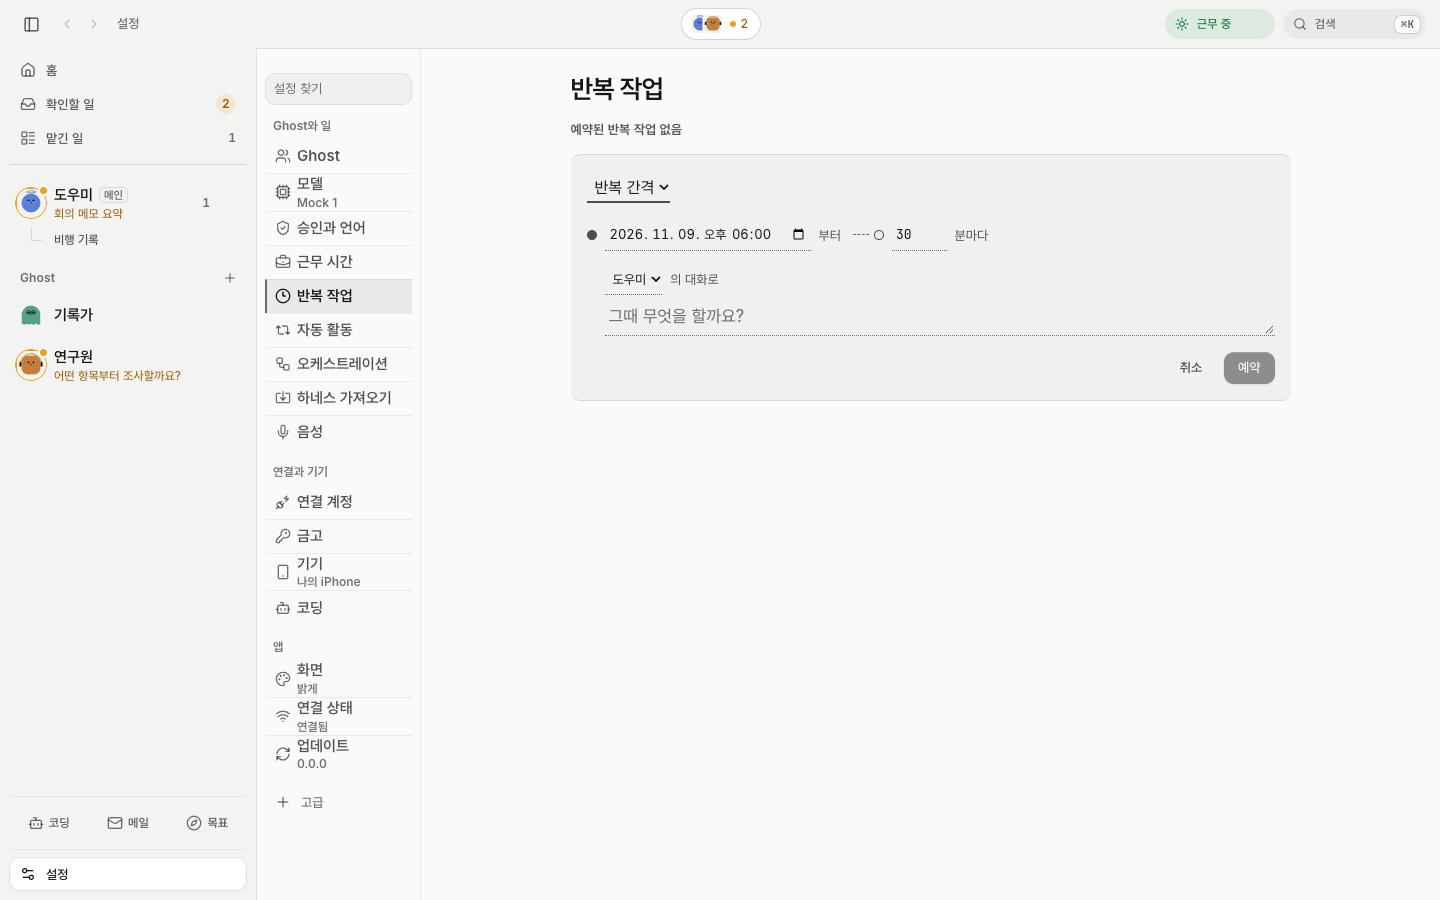 설정
2
근무 중
검색
⌘K
홈
확인할 일
2
맡긴 일
1
도우미
메인
회의 메모 요약
1
비행 기록
Ghost
기록가
연구원
어떤 항목부터 조사할까요?
코딩
메일
목표
설정
설정 찾기
Ghost와 일
Ghost
모델
Mock 1
승인과 언어
근무 시간
반복 작업
자동 활동
오케스트레이션
하네스 가져오기
음성
연결과 기기
연결 계정
금고
기기
나의 iPhone
코딩
앱
화면
밝게
연결 상태
연결됨
업데이트
0.0.0
고급
반복 작업
예약된 반복 작업 없음
반복 간격
2026. 11. 09. 오후 06:00 부터 30 분마다
도우미 의 대화로
그때 무엇을 할까요?
취소
예약